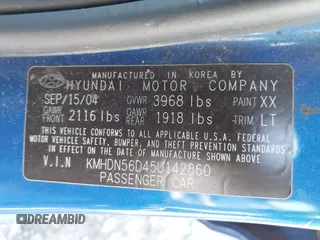 MANUFACTURED IN KOREA BY
HYUNDAI MOTOR COMPANY
SEP/15/04 GVWR 3968 lbs PAINT XX
GAWR FRONT 2116 lbs GAWR REAR 1918 lbs TRIM LT
THIS VEHICLE CONFORMS TO ALL APPLICABLE U.S.A. FEDERAL
MOTOR VEHICLE SAFETY, BUMPER, AND THEFT PREVENTION
STANDARDS IN EFFECT ON THE DATE OF MANUFACTURE SHOWN ABOVE.
V.I.N KMHDN56D45U142860
PASSENGER CAR